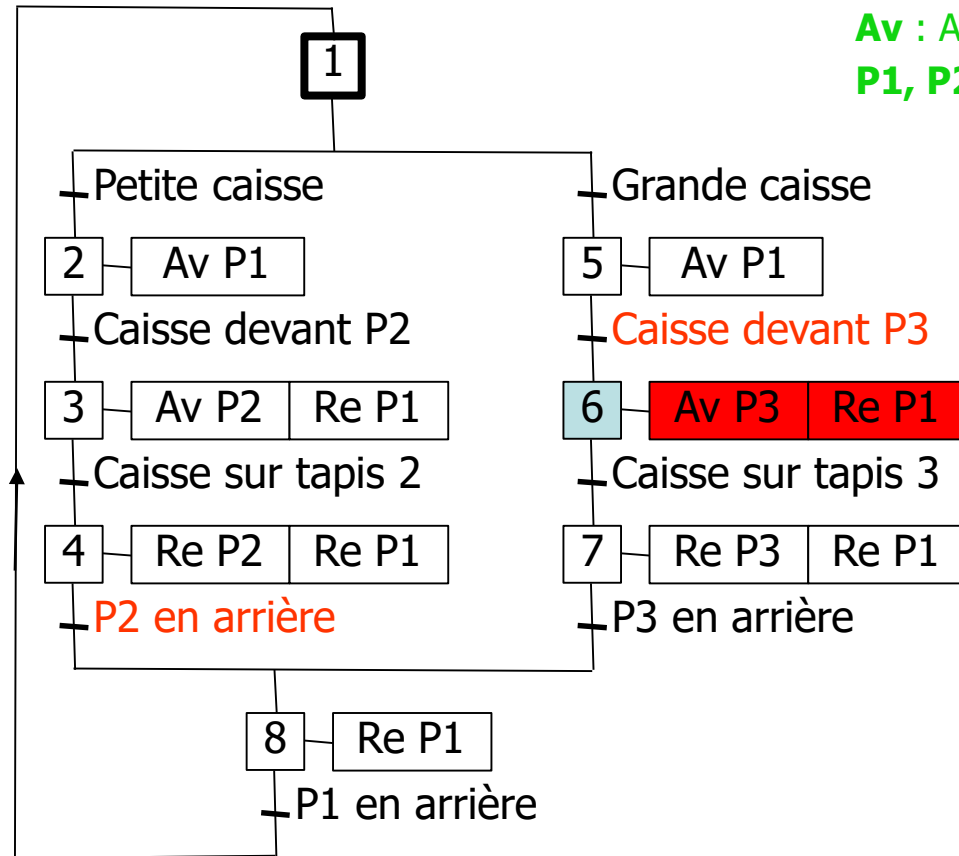 Av : A
P1, P2
1
Petite caisse
Grande caisse
2 Av P1
5 Av P1
Caisse devant P2
Caisse devant P3
3 Av P2 Re P1
6 Av P3 Re P1
Caisse sur tapis 2
Caisse sur tapis 3
4 Re P2 Re P1
7 Re P3 Re P1
P2 en arrière
P3 en arrière
8 Re P1
P1 en arrière